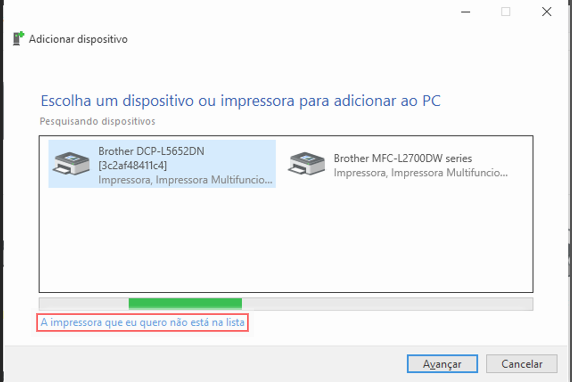 Adicionar dispositivo
Escolha um dispositivo ou impressora para adicionar ao PC
Pesquisando dispositivos
Brother DCP-L5652DN
[3c2af48411c4]
Impressora, Impressora Multifuncio...
Brother MFC-L2700DW series
Impressora, Impressora Multifuncio...
A impressora que eu quero não está na lista
Avançar
Cancelar